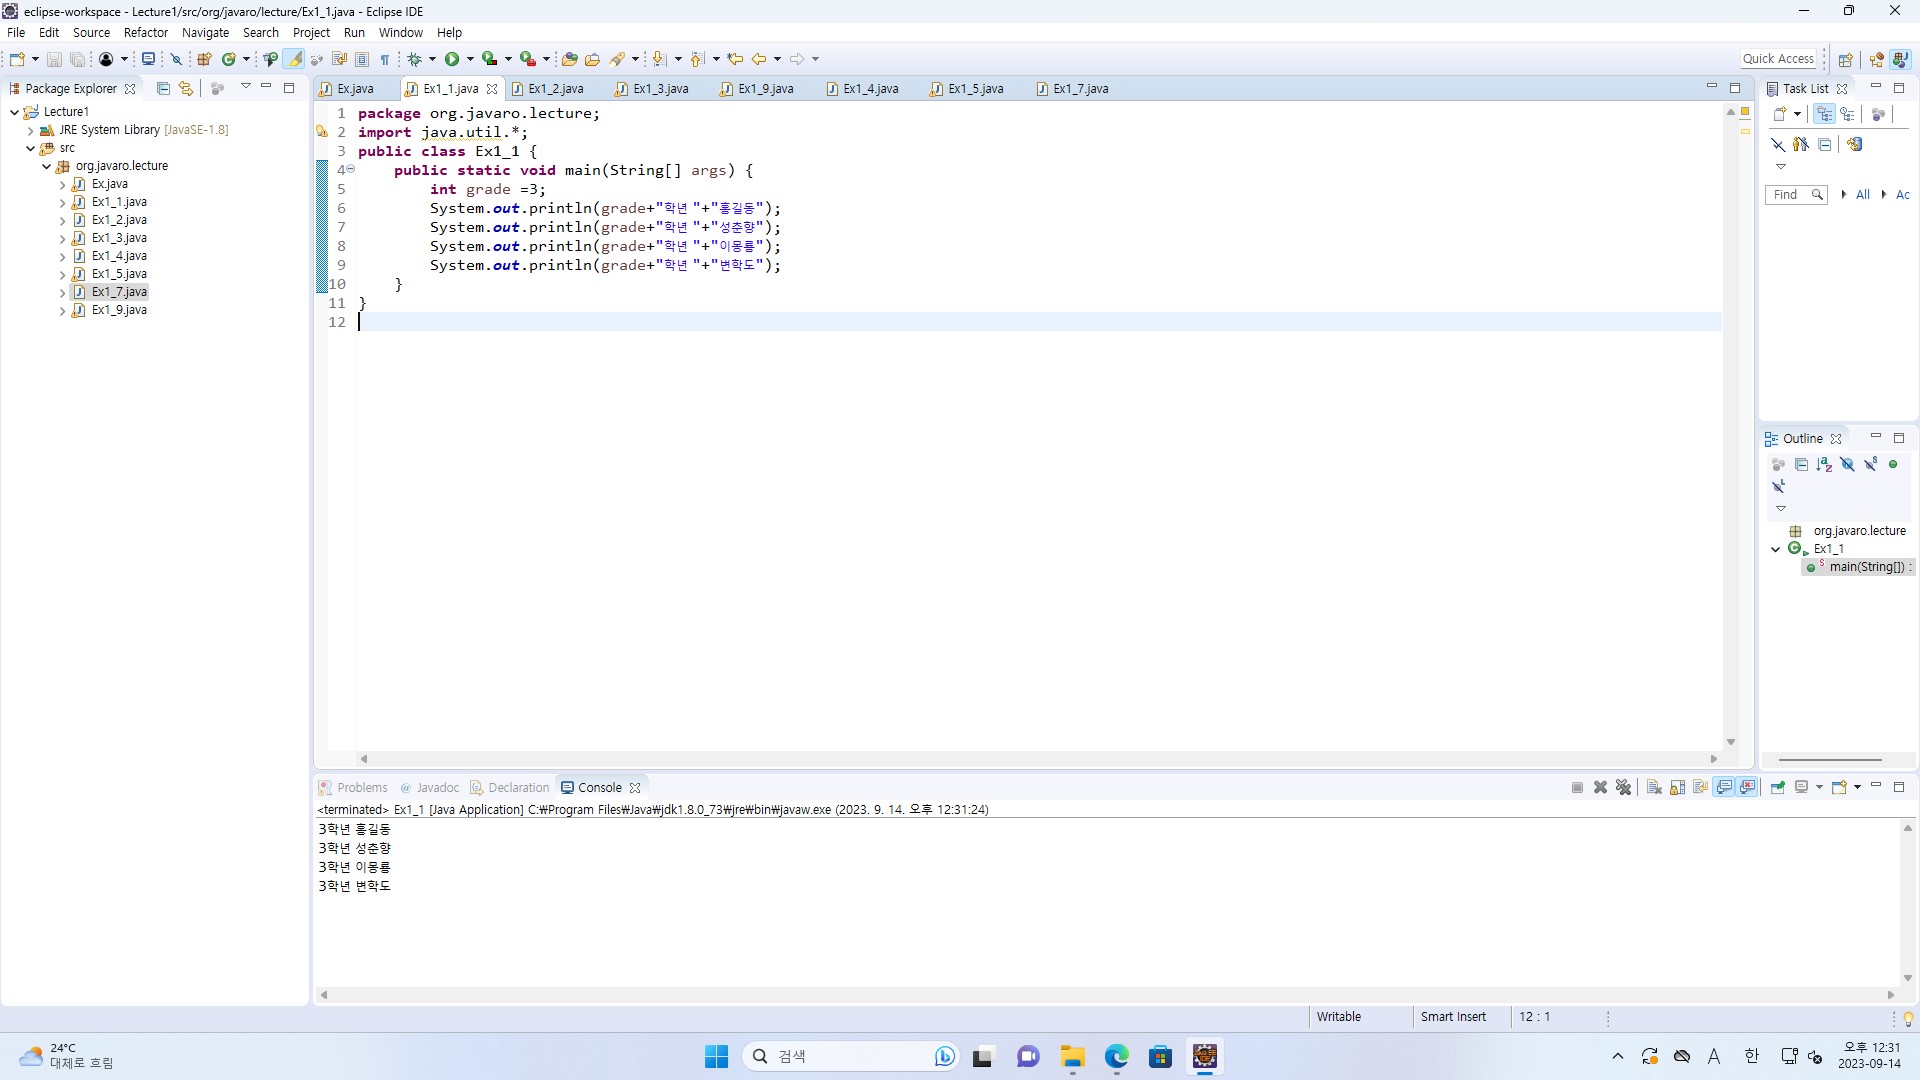 eclipse-workspace - Lecture1/src/org/javaro/lecture/Ex1_1.java - Eclipse IDE
File Edit Source Refactor Navigate Search Project Run Window Help
Quick Access
Package Explorer
Lecture1
JRE System Library [JavaSE-1.8]
src
org.javaro.lecture
Ex.java
Ex1_1.java
Ex1_2.java
Ex1_3.java
Ex1_4.java
Ex1_5.java
Ex1_7.java
Ex1_9.java
Ex.java Ex1_1.java Ex1_2.java Ex1_3.java Ex1_9.java Ex1_4.java Ex1_5.java Ex1_7.java
1 package org.javaro.lecture;
2 import java.util.*;
3 public class Ex1_1 {
4 public static void main(String[] args) {
5 int grade =3;
6 System.out.println(grade+"학년 "+"홍길동");
7 System.out.println(grade+"학년 "+"성춘향");
8 System.out.println(grade+"학년 "+"이몽룡");
9 System.out.println(grade+"학년 "+"변학도");
10 }
11 }
12
Task List
Find All Ac
Outline
org.javaro.lecture
Ex1_1
main(String[]) :
Problems Javadoc Declaration Console
<terminated> Ex1_1 [Java Application] C:₩Program Files₩Java₩jdk1.8.0_73₩jre₩bin₩javaw.exe (2023. 9. 14. 오후 12:31:24)
3학년 홍길동
3학년 성춘향
3학년 이몽룡
3학년 변학도
Writable Smart Insert 12 : 1
24°C
대체로 흐림
검색
A 한
오후 12:31
2023-09-14